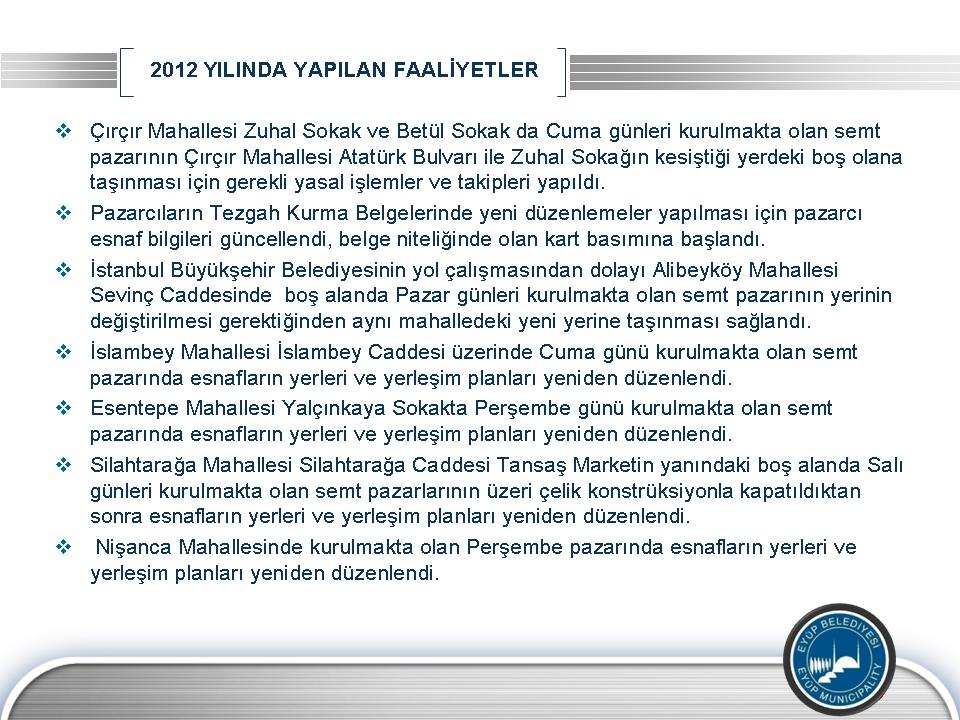 2012 YILINDA YAPILAN FAALİYETLER
Çırçır Mahallesi Zuhal Sokak ve Betül Sokak da Cuma günleri kurulmakta olan semt
pazarının Çırçır Mahallesi Atatürk Bulvarı ile Zuhal Sokağın kesiştiği yerdeki boş olana
taşınması için gerekli yasal işlemler ve takipleri yapıldı.
Pazarcıların Tezgah Kurma Belgelerinde yeni düzenlemeler yapılması için pazarcı
esnaf bilgileri güncellendi, belge niteliğinde olan kart basımına başlandı.
İstanbul Büyükşehir Belediyesinin yol çalışmasından dolayı Alibeyköy Mahallesi
Sevinç Caddesinde  boş alanda Pazar günleri kurulmakta olan semt pazarının yerinin
değiştirilmesi gerektiğinden aynı mahalledeki yeni yerine taşınması sağlandı.
İslambey Mahallesi İslambey Caddesi üzerinde Cuma günü kurulmakta olan semt
pazarında esnafların yerleri ve yerleşim planları yeniden düzenlendi.
Esentepe Mahallesi Yalçınkaya Sokakta Perşembe günü kurulmakta olan semt
pazarında esnafların yerleri ve yerleşim planları yeniden düzenlendi.
Silahtarağa Mahallesi Silahtarağa Caddesi Tansaş Marketin yanındaki boş alanda Salı
günleri kurulmakta olan semt pazarlarının üzeri çelik konstrüksiyonla kapatıldıktan
sonra esnafların yerleri ve yerleşim planları yeniden düzenlendi.
Nişanca Mahallesinde kurulmakta olan Perşembe pazarında esnafların yerleri ve
yerleşim planları yeniden düzenlendi.
EYÜP BELEDİYESİ
EYÜP MUNICIPALITY